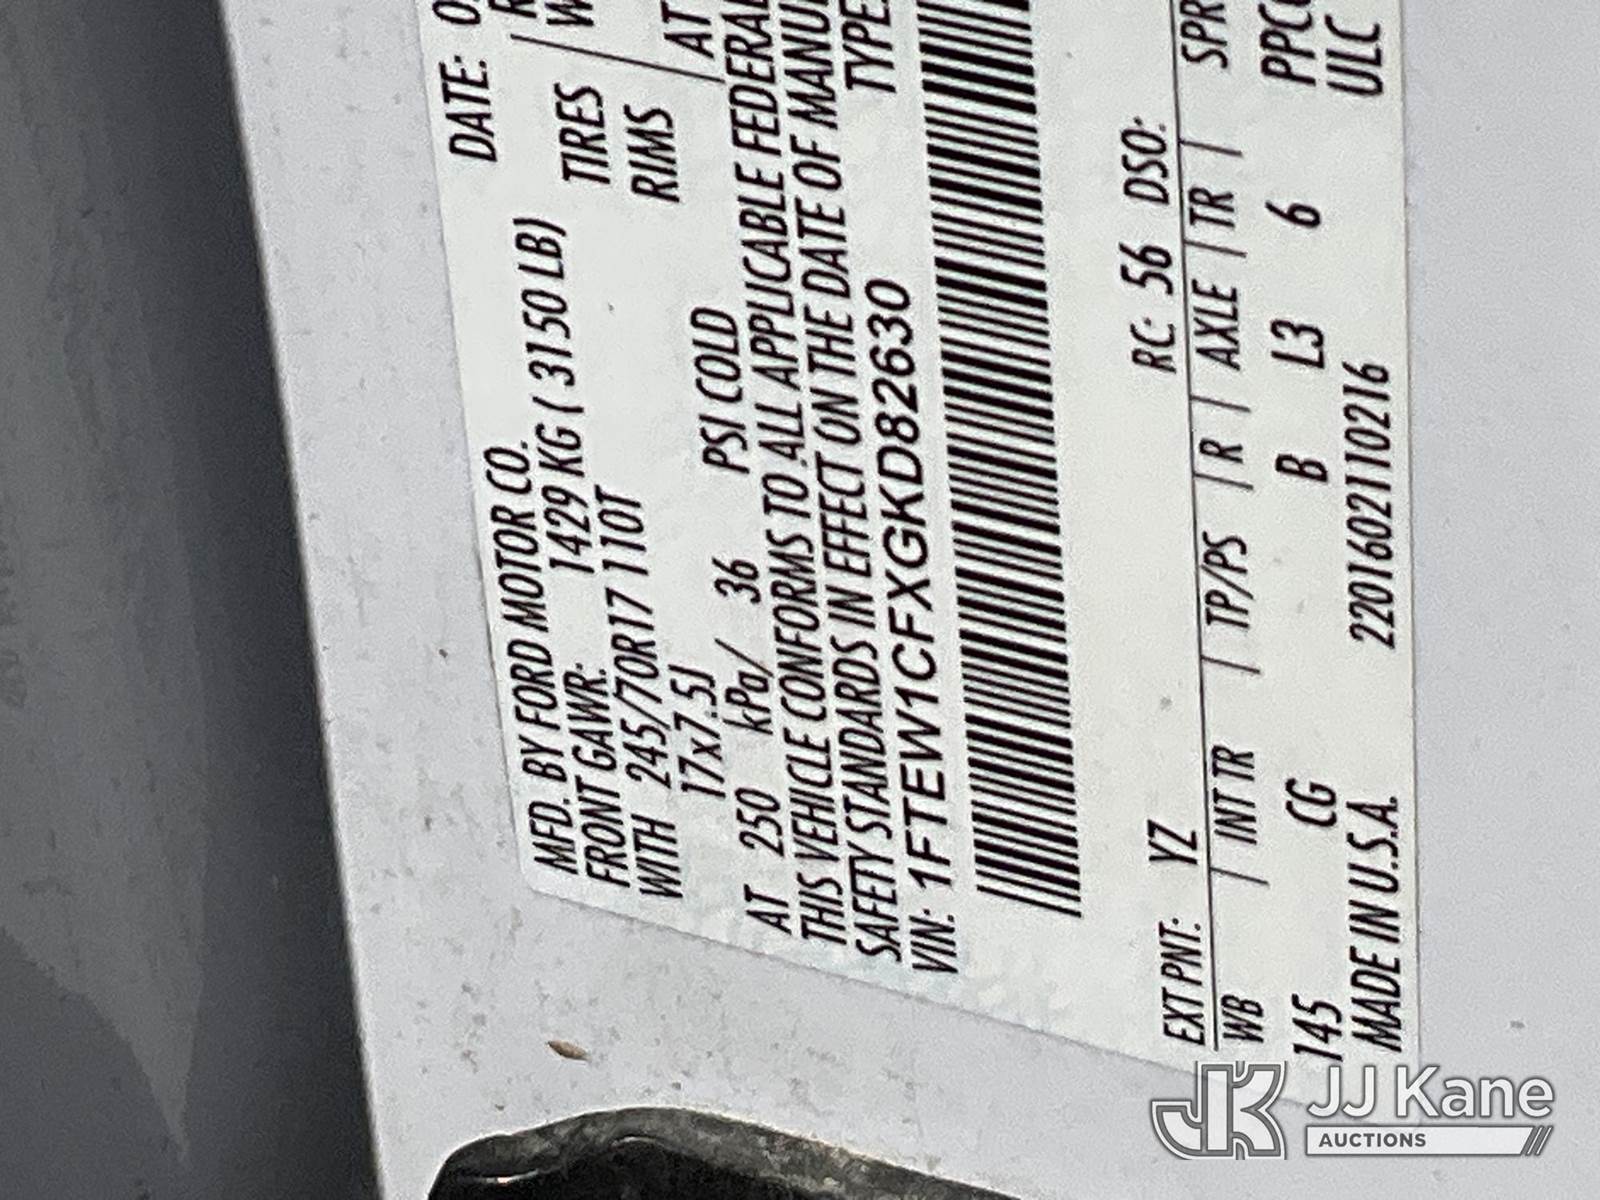 MFD. BY FORD MOTOR CO.
DATE:
FRONT GAWR: 1429 KG ( 3150 LB)
WITH 245/70R17 110T TIRES
17x7.5J RIMS
AT 250 kPa/ 36 PSI COLD AT
THIS VEHICLE CONFORMS TO ALL APPLICABLE FEDERAL
SAFETY STANDARDS IN EFFECT ON THE DATE OF MANU
VIN: 1FTEW1CFXGKD82630 TYPE:
EXT PNT: YZ RC: 56 DSO:
WB | INT TR | TP/PS | R | AXLE | TR | SPR
145 CG B L3 6 PPC
MADE IN U.S.A. 220160211O216 ULC
JJ Kane
AUCTIONS